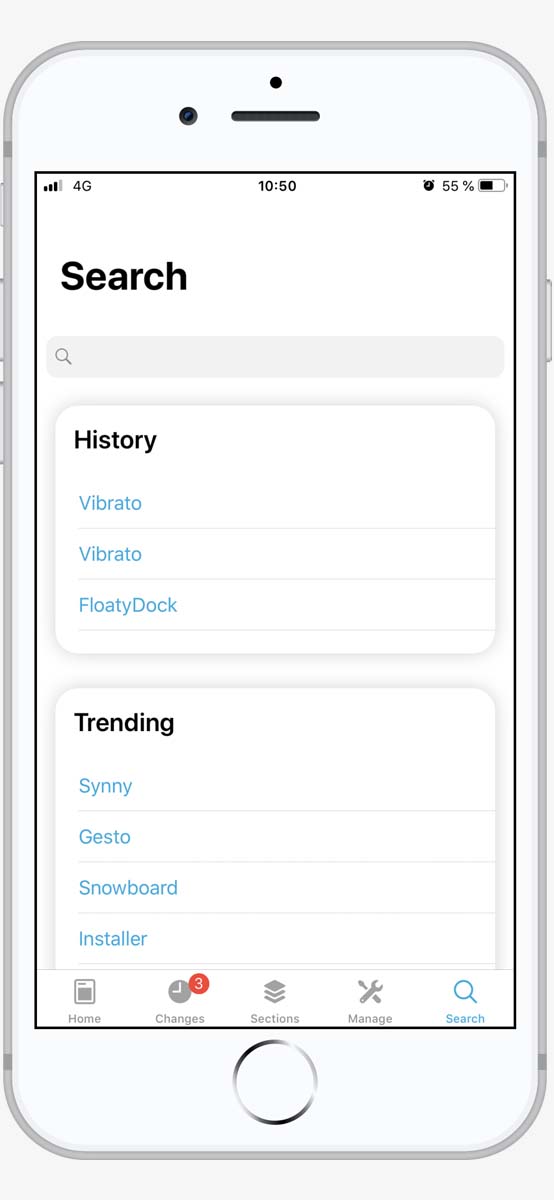 4G 10:50 55 %
Search
History
Vibrato
Vibrato
FloatyDock
Trending
Synny
Gesto
Snowboard
Installer
3
Home Changes Sections Manage Search